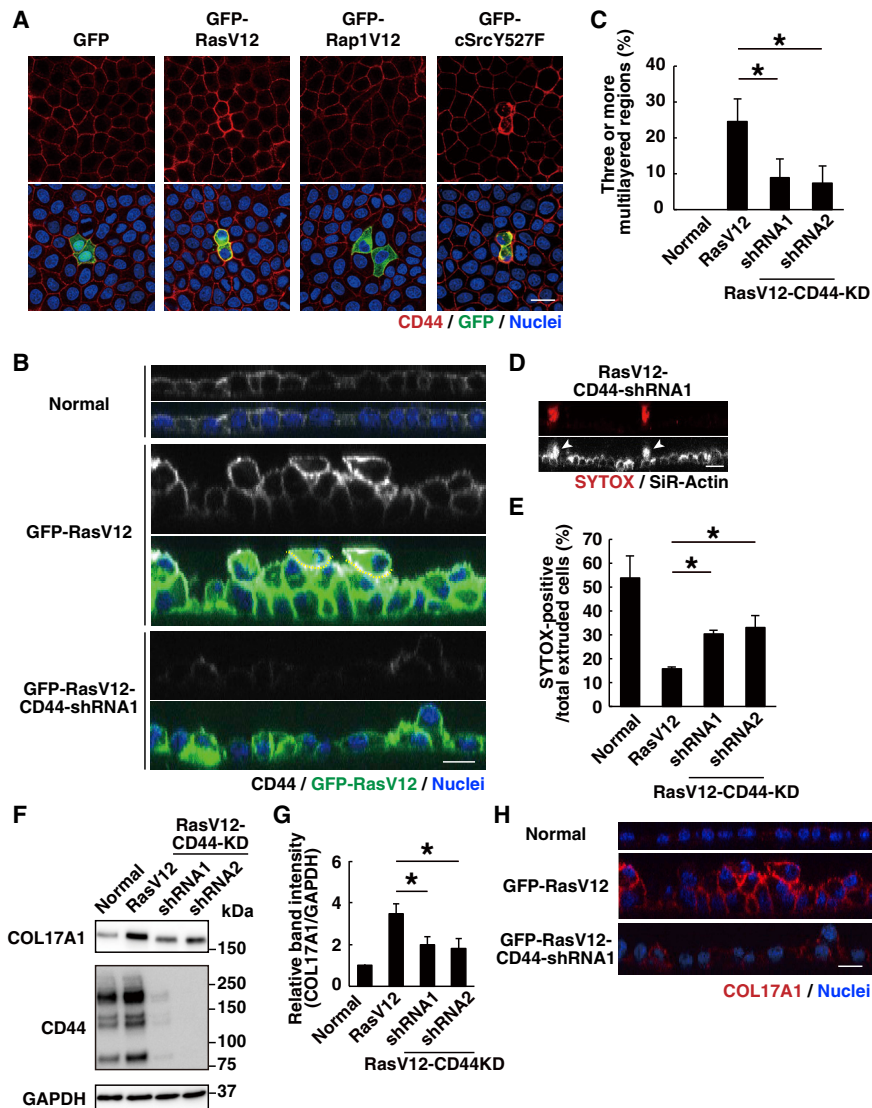 A
GFP
GFP-
RasV12
GFP-
Rap1V12
GFP-
cSrcY527F
CD44 / GFP / Nuclei
B
Normal
GFP-RasV12
GFP-RasV12-
CD44-shRNA1
CD44 / GFP-RasV12 / Nuclei
C
Three or more
multilayered regions (%)
40
30
20
10
0
*
*
Normal
RasV12
shRNA1
shRNA2
RasV12-CD44-KD
D
RasV12-
CD44-shRNA1
SYTOX / SiR-Actin
E
SYTOX-positive
/total extruded cells (%)
70
60
50
40
30
20
10
0
*
*
Normal
RasV12
shRNA1
shRNA2
RasV12-CD44-KD
F
RasV12-
CD44-KD
Normal
RasV12
shRNA1
shRNA2
kDa
COL17A1
150
CD44
250
150
100
75
GAPDH
37
G
Relative band intensity
(COL17A1/GAPDH)
6
4
2
0
*
*
Normal
RasV12
shRNA1
shRNA2
RasV12-CD44KD
H
Normal
GFP-RasV12
GFP-RasV12-
CD44-shRNA1
COL17A1 / Nuclei